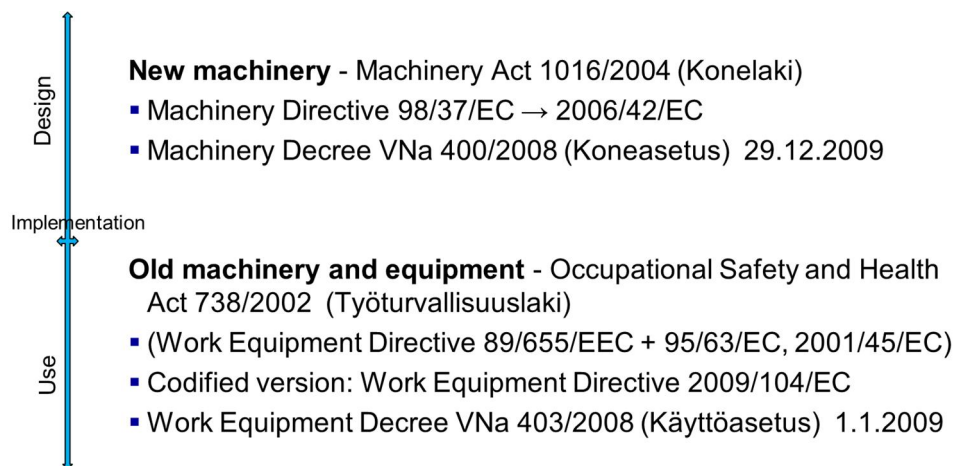 Design
New machinery - Machinery Act 1016/2004 (Konelaki)
▪ Machinery Directive 98/37/EC → 2006/42/EC
▪ Machinery Decree VNa 400/2008 (Koneasetus) 29.12.2009
Implementation
Use
Old machinery and equipment - Occupational Safety and Health
Act 738/2002 (Työturvallisuuslaki)
▪ (Work Equipment Directive 89/655/EEC + 95/63/EC, 2001/45/EC)
▪ Codified version: Work Equipment Directive 2009/104/EC
▪ Work Equipment Decree VNa 403/2008 (Käyttöasetus) 1.1.2009